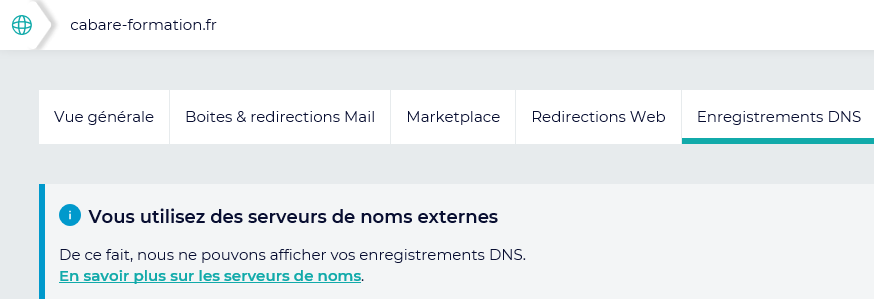 cabare-formation.fr
Vue générale Boites & redirections Mail Marketplace Redirections Web Enregistrements DNS
Vous utilisez des serveurs de noms externes
De ce fait, nous ne pouvons afficher vos enregistrements DNS.
En savoir plus sur les serveurs de noms.